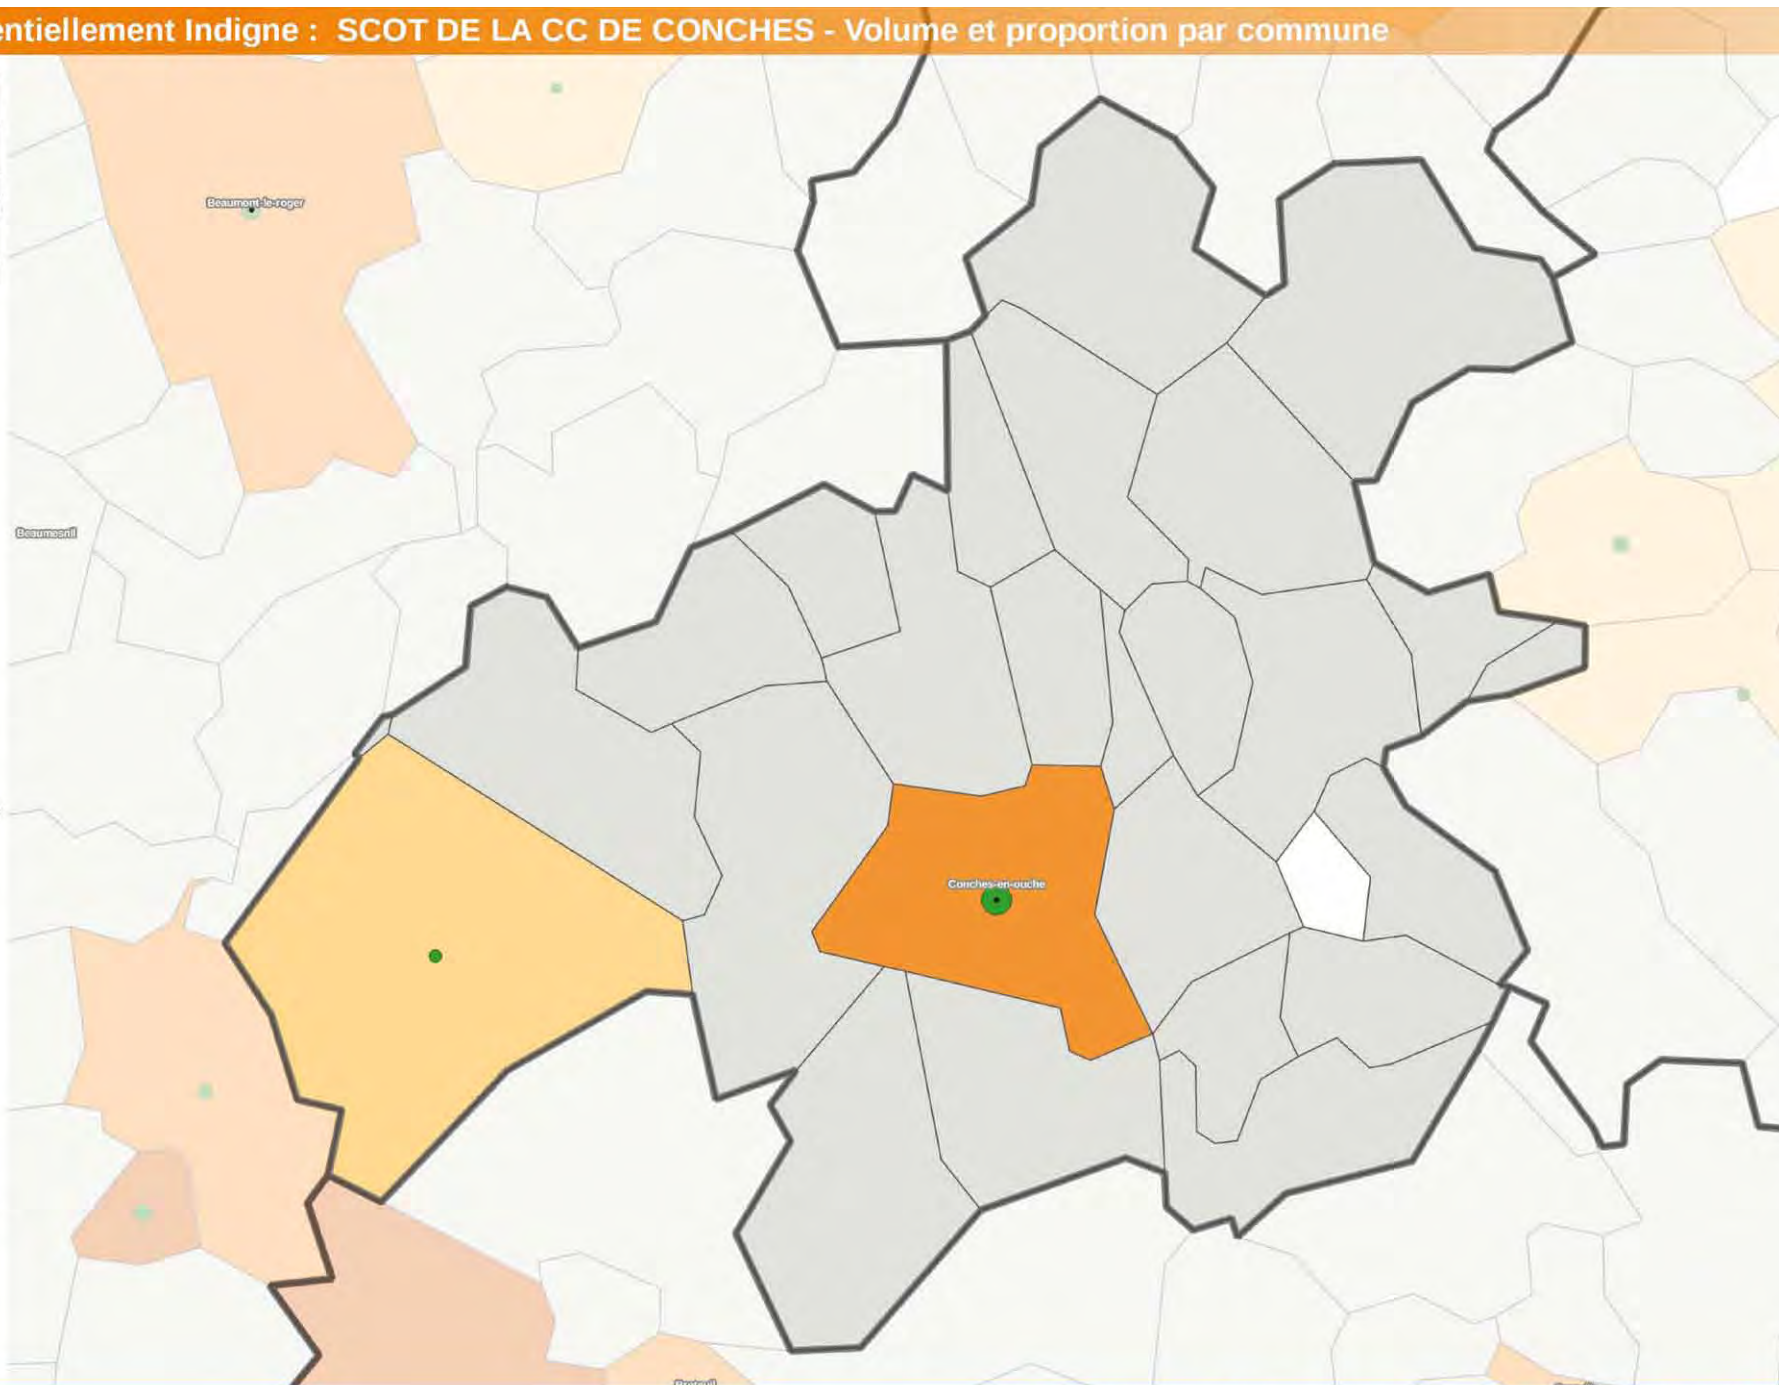 entiellement Indigne : SCOT DE LA CC DE CONCHES - Volume et proportion par commune
Beaumont-le-roger
Beaumesnil
Conches-en-ouche
Breteuil